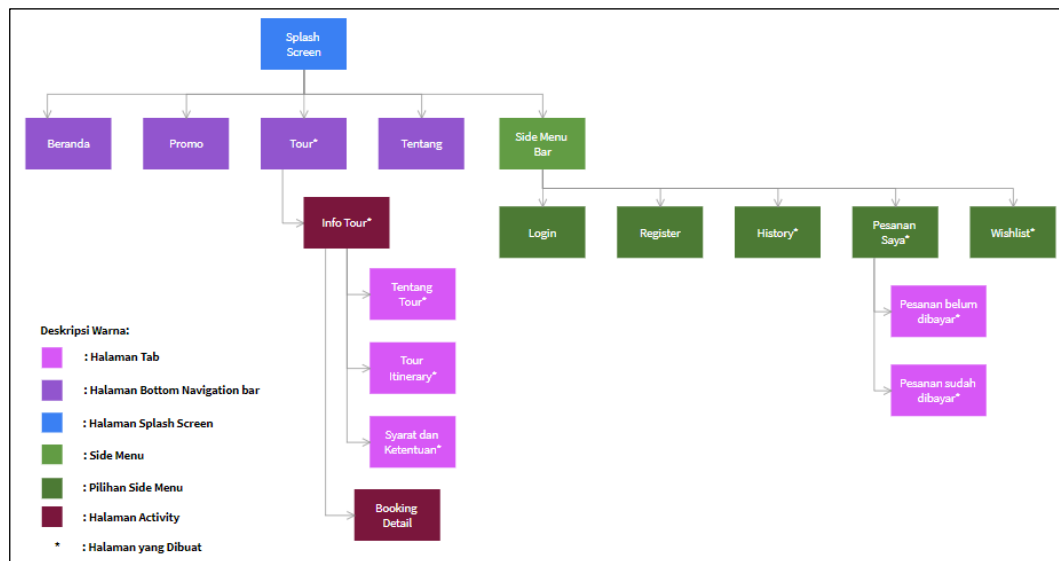 Splash
Screen
Beranda
Promo
Tour*
Tentang
Side Menu
Bar
Info Tour*
Login
Register
History*
Pesanan
Saya*
Wishlist*
Tentang
Tour*
Pesanan belum
dibayar*
Tour
Itinerary*
Pesanan sudah
dibayar*
Syarat dan
Ketentuan*
Booking
Detail
Deskripsi Warna:
: Halaman Tab
: Halaman Bottom Navigation bar
: Halaman Splash Screen
: Side Menu
: Pilihan Side Menu
: Halaman Activity
* : Halaman yang Dibuat